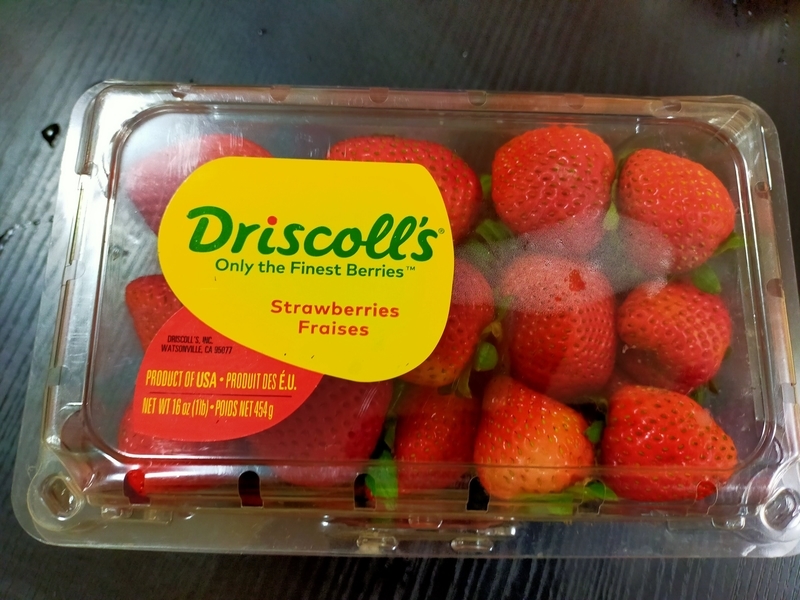 Driscoll's®
Only the Finest Berries™
Strawberries
Fraises
DRISCOLL'S, INC.
WATSONVILLE, CA 95077
PRODUCT OF USA • PRODUIT DES É.U.
NET WT 16 oz (1lb) • POIDS NET 454 g